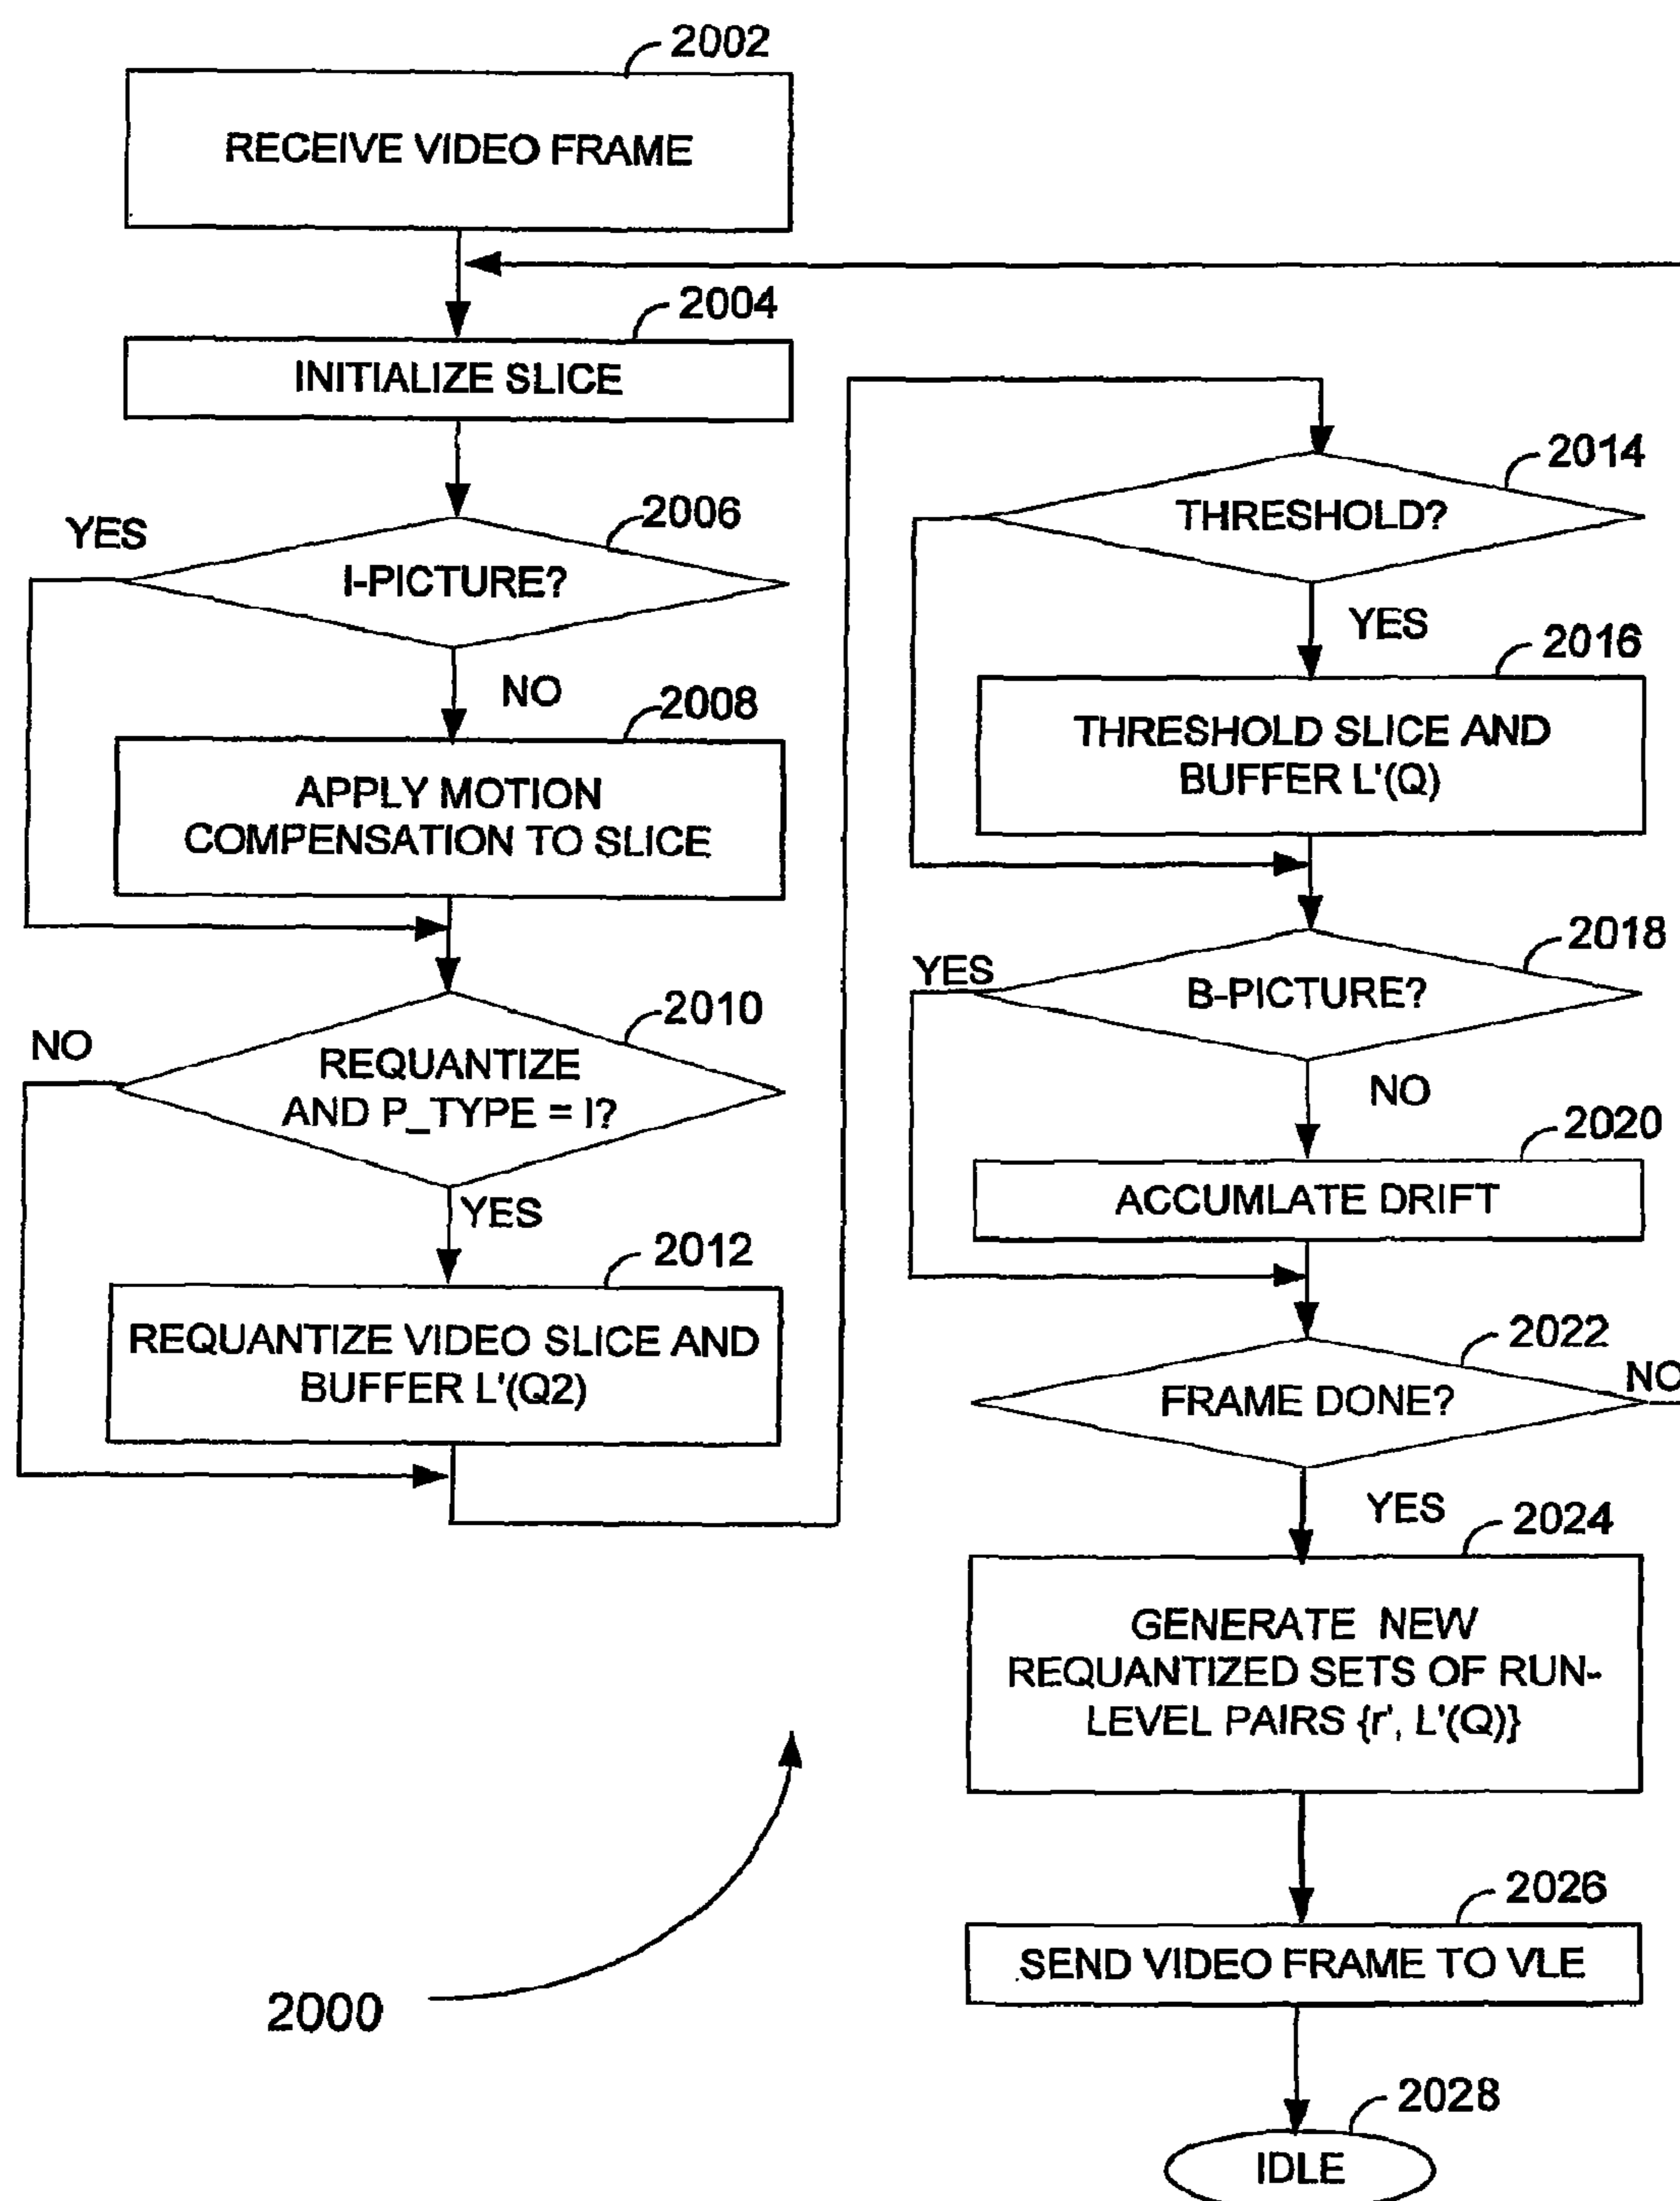 2002
RECEIVE VIDEO FRAME
2004
INITIALIZE SLICE
2006
YES
I-PICTURE?
NO
2008
APPLY MOTION
COMPENSATION TO SLICE
2010
NO
REQUANTIZE
AND P_TYPE = I?
YES
2012
REQUANTIZE VIDEO SLICE AND
BUFFER L'(Q2)
2014
THRESHOLD?
YES
2016
THRESHOLD SLICE AND
BUFFER L'(Q)
2018
YES
B-PICTURE?
NO
2020
ACCUMLATE DRIFT
2022
NO
FRAME DONE?
YES
2024
GENERATE NEW
REQUANTIZED SETS OF RUN-
LEVEL PAIRS {r', L'(Q)}
2026
SEND VIDEO FRAME TO VLE
2028
IDLE
2000